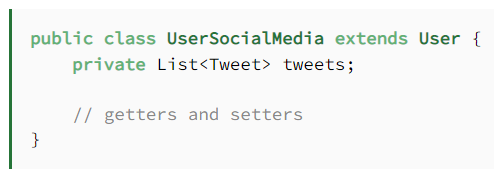 public class UserSocialMedia extends User {
    private List<Tweet> tweets;

    // getters and setters
}